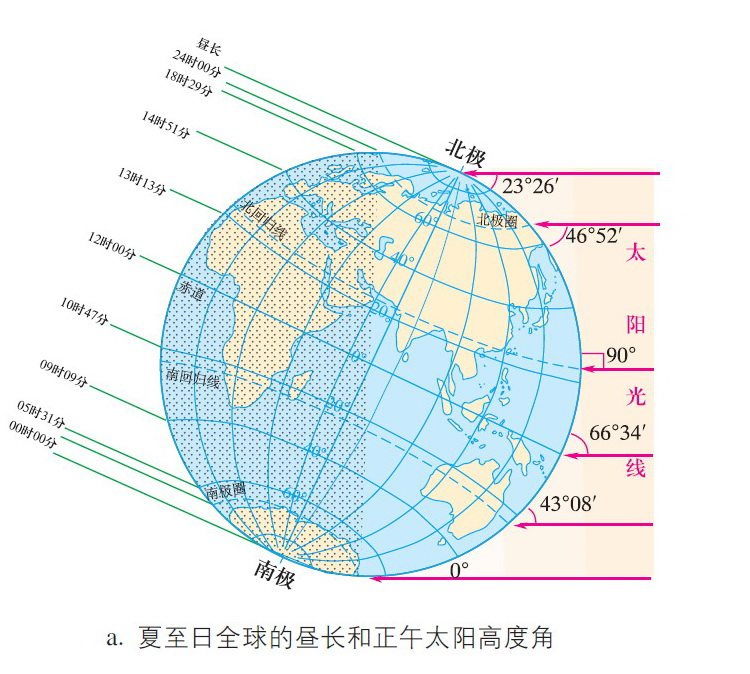 昼长
24时00分
18时29分
14时51分
13时13分
12时00分
10时47分
09时09分
05时31分
00时00分
北极
23°26′
北极圈
46°52′
太
阳
光
线
90°
66°34′
43°08′
0°
60°
40°
20°
0°
20°
40°
60°
北回归线
赤道
南回归线
南极圈
南极
a. 夏至日全球的昼长和正午太阳高度角